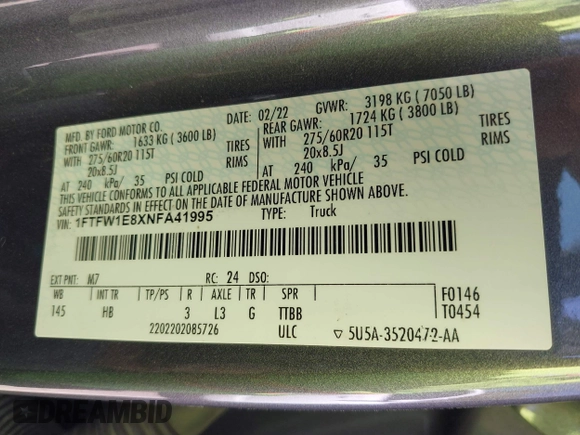 MFD. BY FORD MOTOR CO. DATE: 02/22 GVWR: 3198 KG ( 7050 LB)
FRONT GAWR: 1633 KG ( 3600 LB) REAR GAWR: 1724 KG ( 3800 LB)
WITH 275/60R20 115T TIRES WITH 275/60R20 115T TIRES
20x8.5J RIMS 20x8.5J RIMS
AT 240 kPa/ 35 PSI COLD AT 240 kPa/ 35 PSI COLD
THIS VEHICLE CONFORMS TO ALL APPLICABLE FEDERAL MOTOR VEHICLE
SAFETY STANDARDS IN EFFECT ON THE DATE OF MANUFACTURE SHOWN ABOVE
VIN: 1FTFW1E8XNFA41995 TYPE: Truck
EXT PNT: M7 RC: 24 DSO:
WB INT TR TP/PS R AXLE TR SPR F0146
145 HB 3 L3 G TTBB T0454
2202202085726 ULC ▽ 5U5A-3520472-AA
DREAMBID